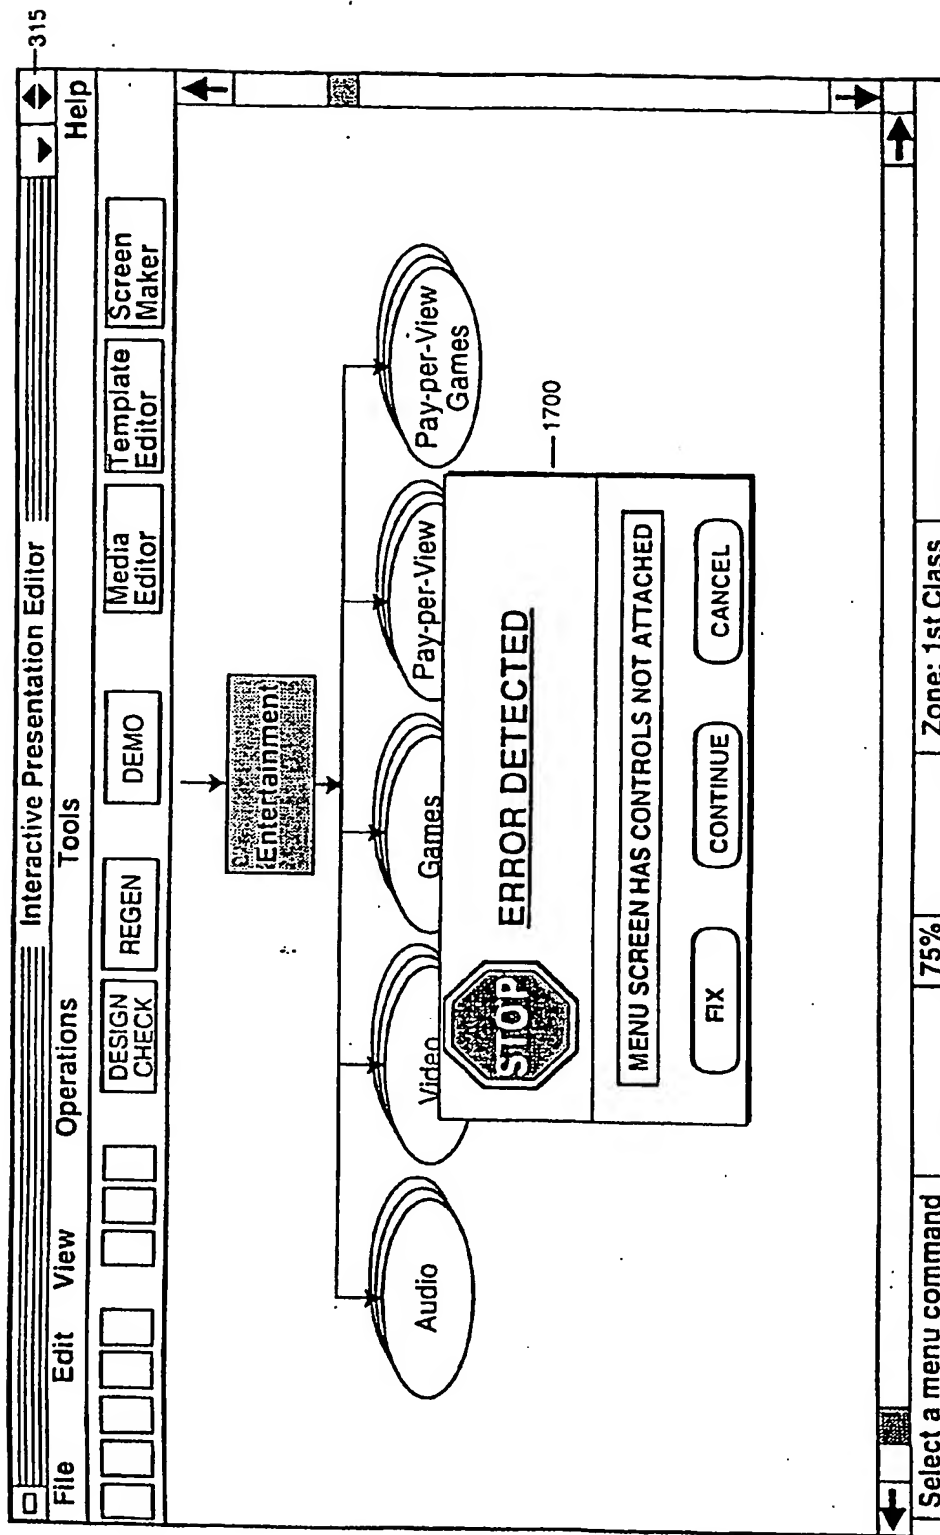 Interactive Presentation Editor
315
File Edit View Operations Tools Help
DESIGN
CHECK
REGEN
DEMO
Media
Editor
Template
Editor
Screen
Maker
Entertainment
Audio
Video
Games
Pay-per-View
Pay-per-View
Games
STOP
ERROR DETECTED
1700
MENU SCREEN HAS CONTROLS NOT ATTACHED
FIX
CONTINUE
CANCEL
Select a menu command
75%
Zone: 1st Class